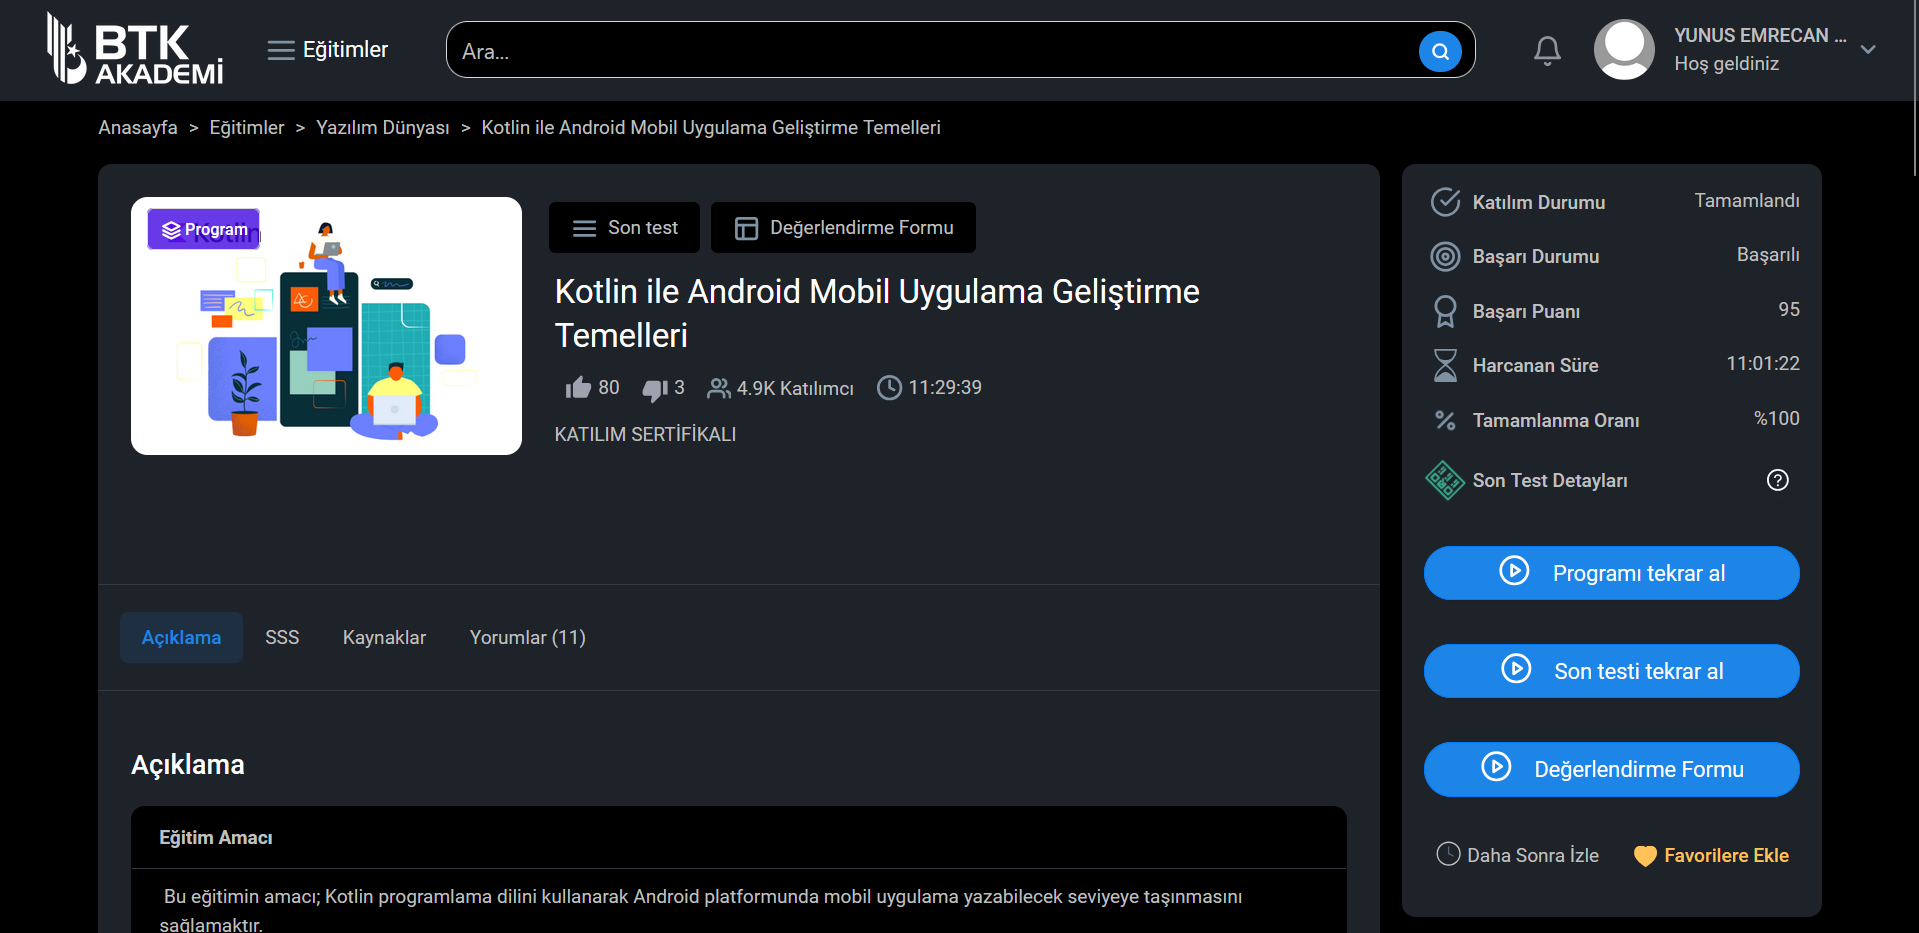 BTK
AKADEMİ
Eğitimler
Ara...
YUNUS EMRECAN ...
Hoş geldiniz
Anasayfa > Eğitimler > Yazılım Dünyası > Kotlin ile Android Mobil Uygulama Geliştirme Temelleri
Program
Kotlin
Son test
Değerlendirme Formu
Kotlin ile Android Mobil Uygulama Geliştirme
Temelleri
80 3 4.9K Katılımcı 11:29:39
KATILIM SERTİFİKALI
Açıklama SSS Kaynaklar Yorumlar (11)
Açıklama
Eğitim Amacı
Bu eğitimin amacı; Kotlin programlama dilini kullanarak Android platformunda mobil uygulama yazabilecek seviyeye taşınmasını
sağlamaktır.
Katılım Durumu Tamamlandı
Başarı Durumu Başarılı
Başarı Puanı 95
Harcanan Süre 11:01:22
Tamamlanma Oranı %100
Son Test Detayları
Programı tekrar al
Son testi tekrar al
Değerlendirme Formu
Daha Sonra İzle Favorilere Ekle